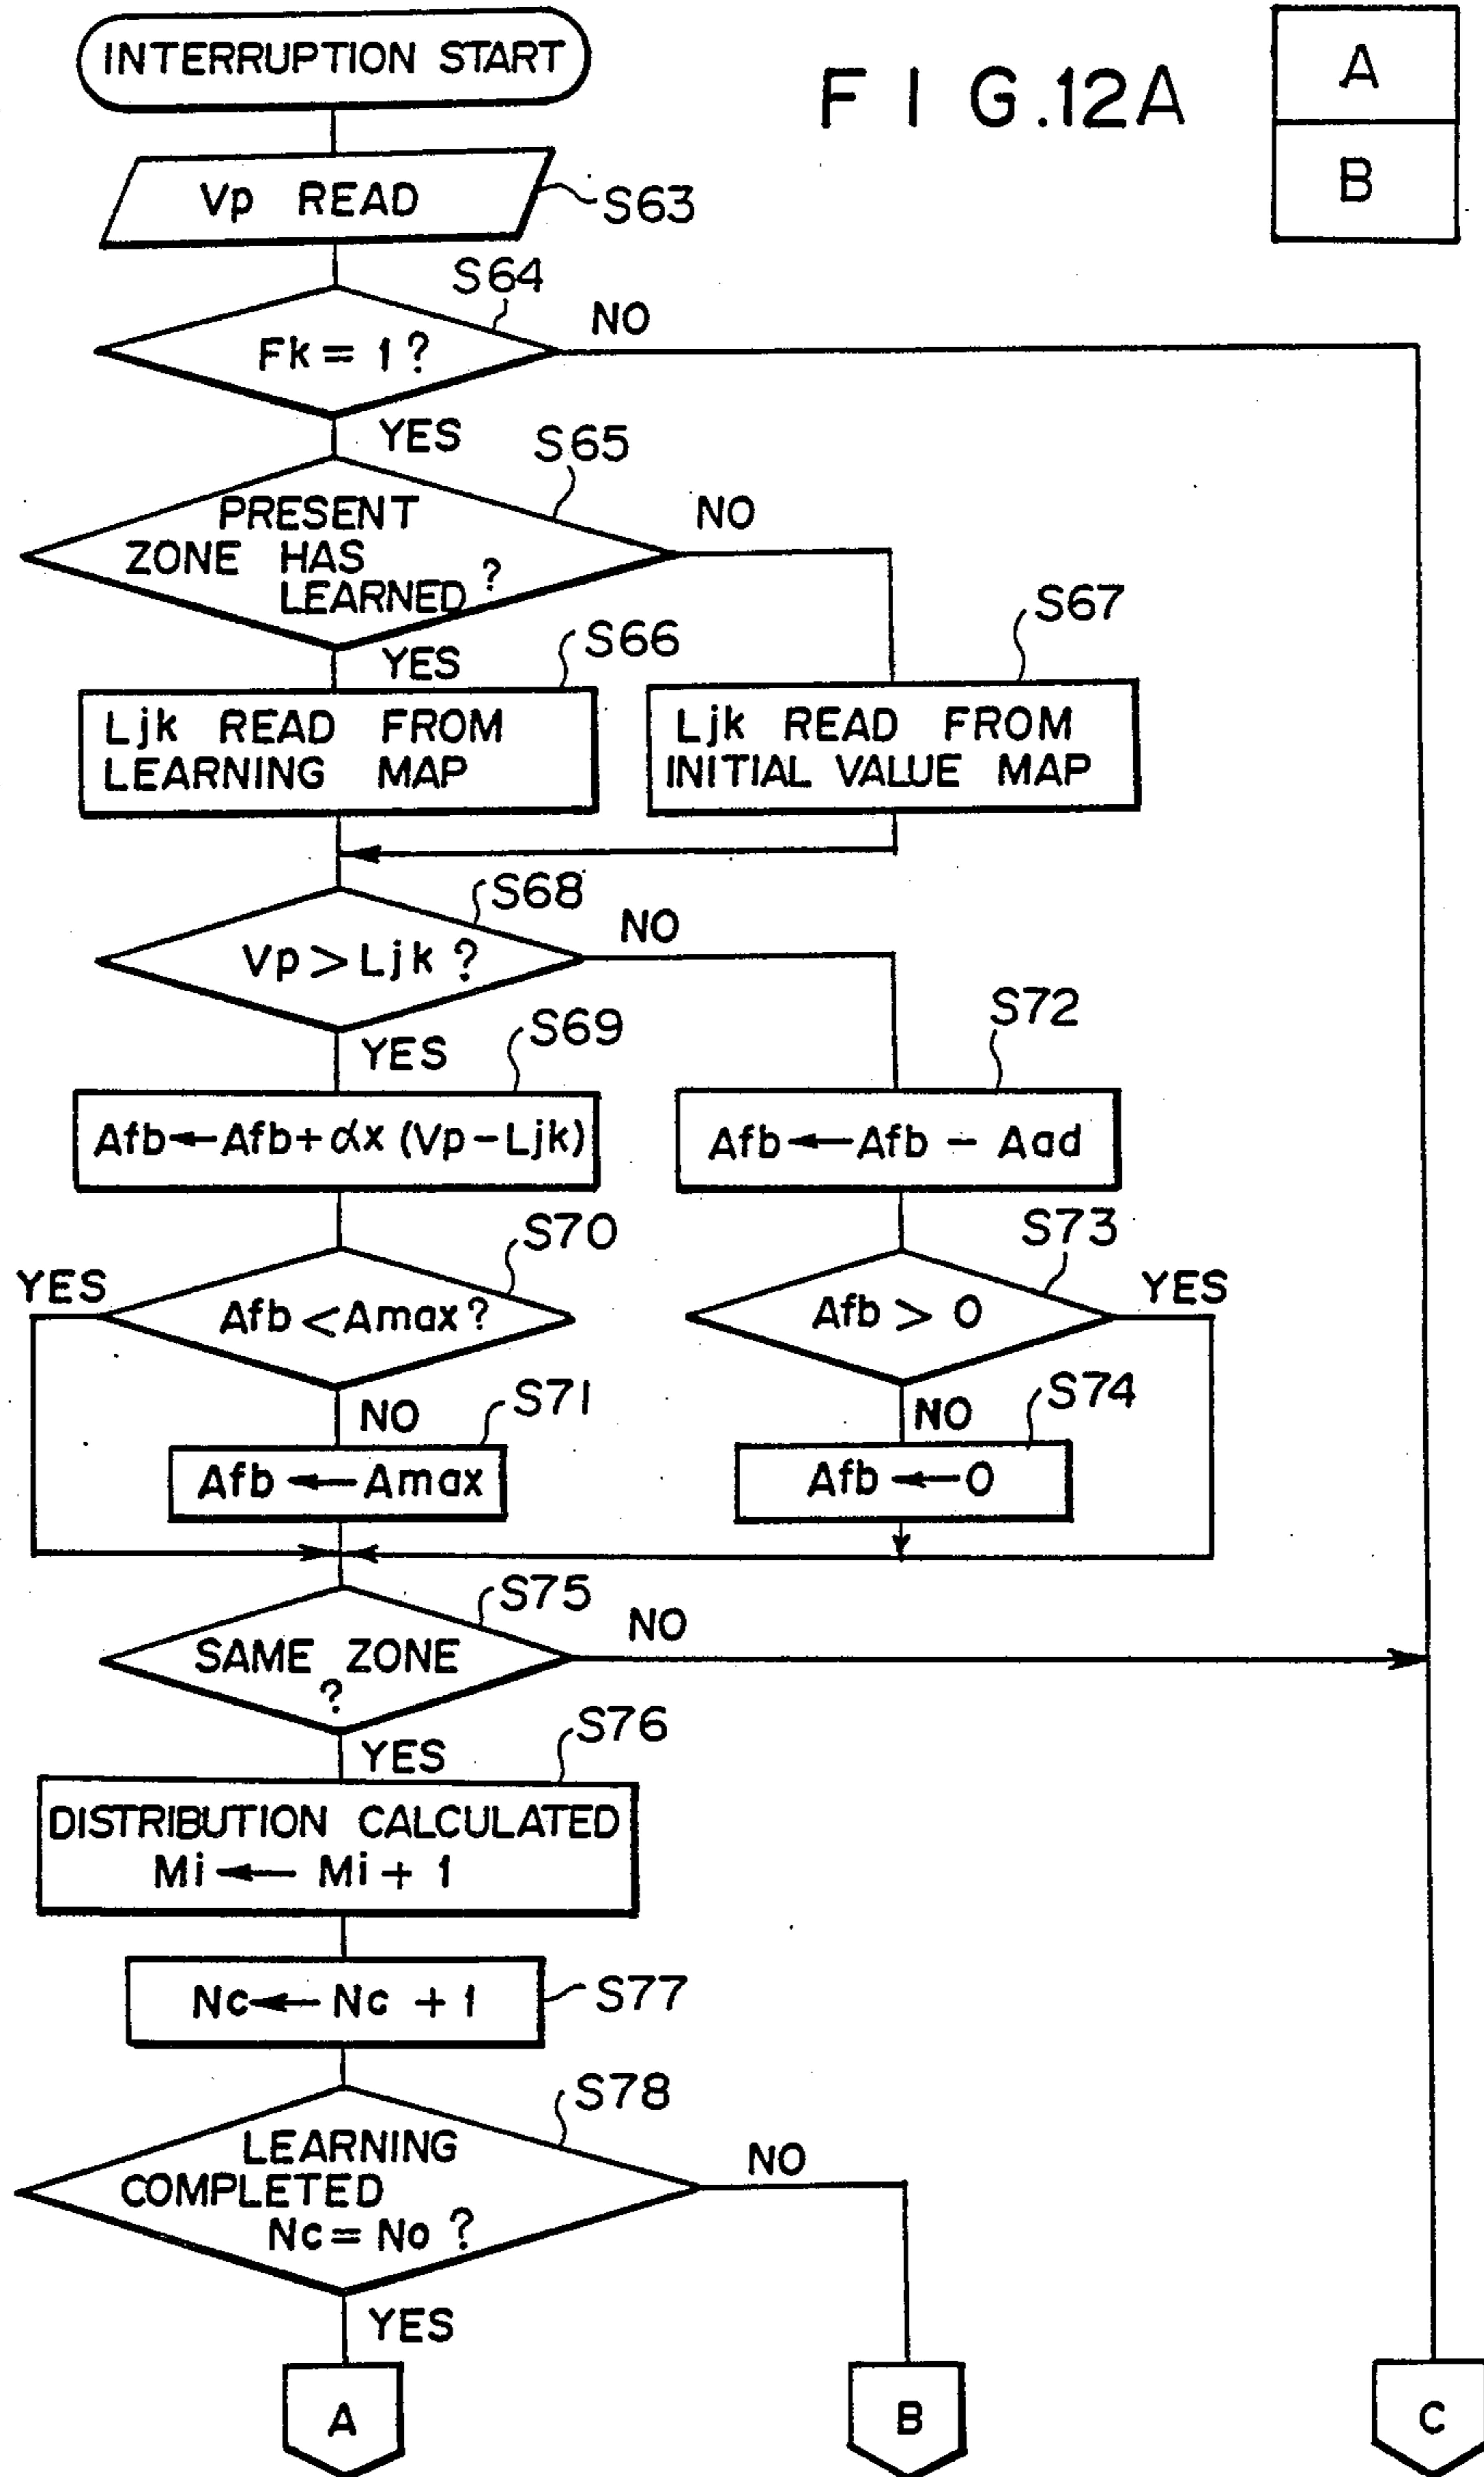 INTERRUPTION START
F I G.12A
A
B
Vp READ
S63
S64
Fk = 1 ?
NO
YES
S65
PRESENT
ZONE HAS
LEARNED ?
NO
YES
S66
S67
Ljk READ FROM
LEARNING MAP
Ljk READ FROM
INITIAL VALUE MAP
S68
Vp > Ljk ?
NO
YES
S69
S72
Afb ← Afb + αx (Vp - Ljk)
Afb ← Afb - Aad
S70
S73
YES
Afb < Amax ?
Afb > 0
YES
S71
S74
NO
NO
Afb ← Amax
Afb ← 0
S75
NO
SAME ZONE
?
S76
YES
DISTRIBUTION CALCULATED
Mi ← Mi + 1
Nc ← Nc + 1
S77
S78
LEARNING
COMPLETED
Nc = No ?
NO
YES
A
B
C